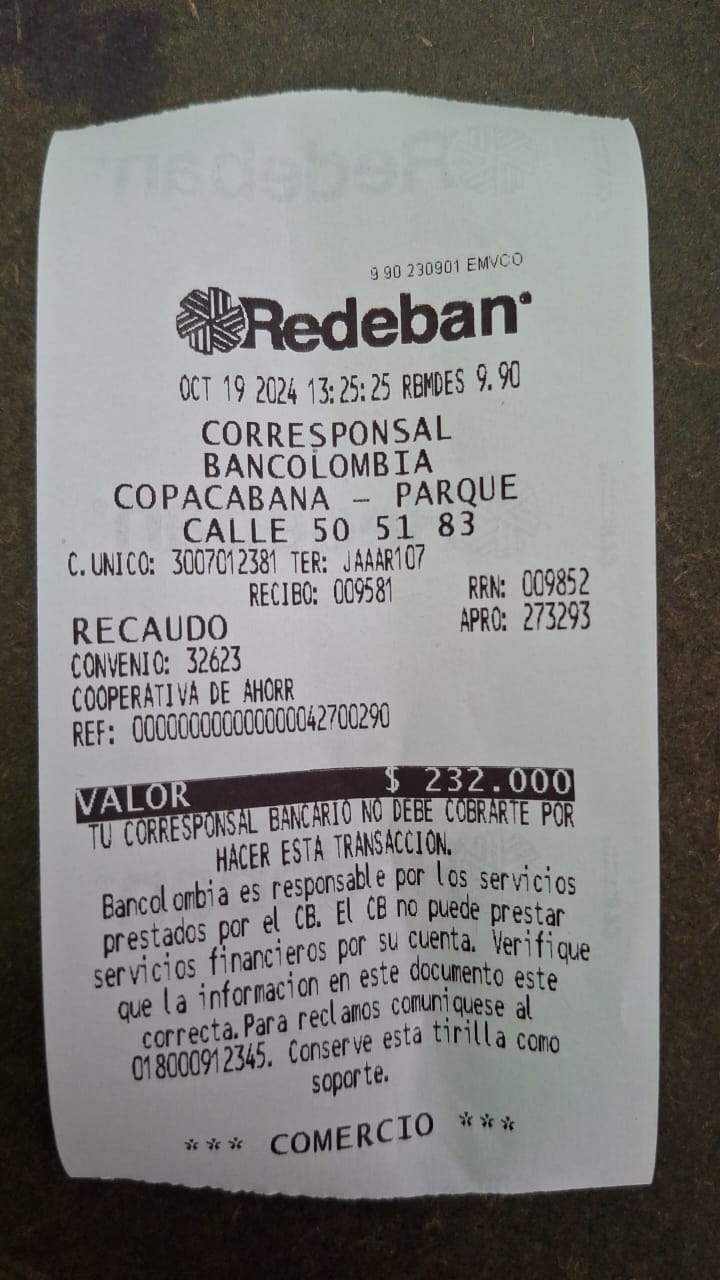 9 90 230901 EMVCO
Redeban
OCT 19 2024 13:25:25 RBMDES 9.90
CORRESPONSAL
BANCOLOMBIA
COPACABANA - PARQUE
CALLE 50 51 83
C.UNICO: 3007012381 TER: JAAAR107
RECIBO: 009581 RRN: 009852
RECAUDO APRO: 273293
CONVENIO: 32623
COOPERATIVA DE AHORR
REF: 000000000000000042700290
VALOR $ 232.000
TU CORRESPONSAL BANCARIO NO DEBE COBRARTE POR
HACER ESTA TRANSACCION.
Bancolombia es responsable por los servicios
prestados por el CB. El CB no puede prestar
servicios financieros por su cuenta. Verifique
que la informacion en este documento este
correcta.Para reclamos comuniquese al
018000912345. Conserve esta tirilla como
soporte.
*** COMERCIO ***